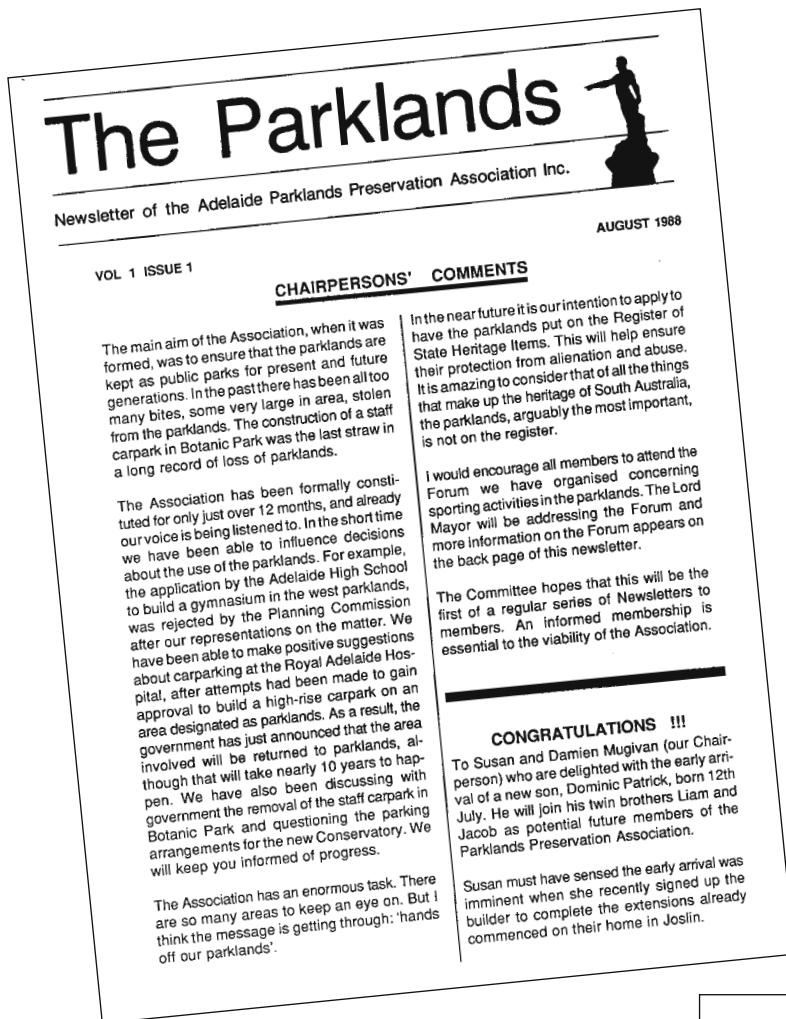 The Parklands
Newsletter of the Adelaide Parklands Preservation Association Inc.
VOL 1 ISSUE 1
AUGUST 1988
CHAIRPERSONS' COMMENTS
The main aim of the Association, when it was
formed, was to ensure that the parklands are
kept as public parks for present and future
generations. In the past there has been all too
many bites, some very large in area, stolen
from the parklands. The construction of a staff
carpark in Botanic Park was the last straw in
a long record of loss of parklands.
The Association has been formally consti-
tuted for only just over 12 months, and already
our voice is being listened to. In the short time
we have been able to influence decisions
about the use of the parklands. For example,
the application by the Adelaide High School
to build a gymnasium in the west parklands,
was rejected by the Planning Commission
after our representations on the matter. We
have been able to make positive suggestions
about carparking at the Royal Adelaide Hos-
pital, after attempts had been made to gain
approval to build a high-rise carpark on an
area designated as parklands. As a result, the
government has just announced that the area
involved will be returned to parklands, al-
though that will take nearly 10 years to hap-
pen. We have also been discussing with
government the removal of the staff carpark in
Botanic Park and questioning the parking
arrangements for the new Conservatory. We
will keep you informed of progress.
The Association has an enormous task. There
are so many areas to keep an eye on. But I
think the message is getting through: 'hands
off our parklands'.
In the near future it is our intention to apply to
have the parklands put on the Register of
State Heritage Items. This will help ensure
their protection from alienation and abuse.
It is amazing to consider that of all the things
that make up the heritage of South Australia,
the parklands, arguably the most important,
is not on the register.
I would encourage all members to attend the
Forum we have organised concerning
sporting activities in the parklands. The Lord
Mayor will be addressing the Forum and
more information on the Forum appears on
the back page of this newsletter.
The Committee hopes that this will be the
first of a regular series of Newsletters to
members. An informed membership is
essential to the viability of the Association.
CONGRATULATIONS !!!
To Susan and Damien Mugivan (our Chair-
person) who are delighted with the early arri-
val of a new son, Dominic Patrick, born 12th
July. He will join his twin brothers Liam and
Jacob as potential future members of the
Parklands Preservation Association.
Susan must have sensed the early arrival was
imminent when she recently signed up the
builder to complete the extensions already
commenced on their home in Joslin.